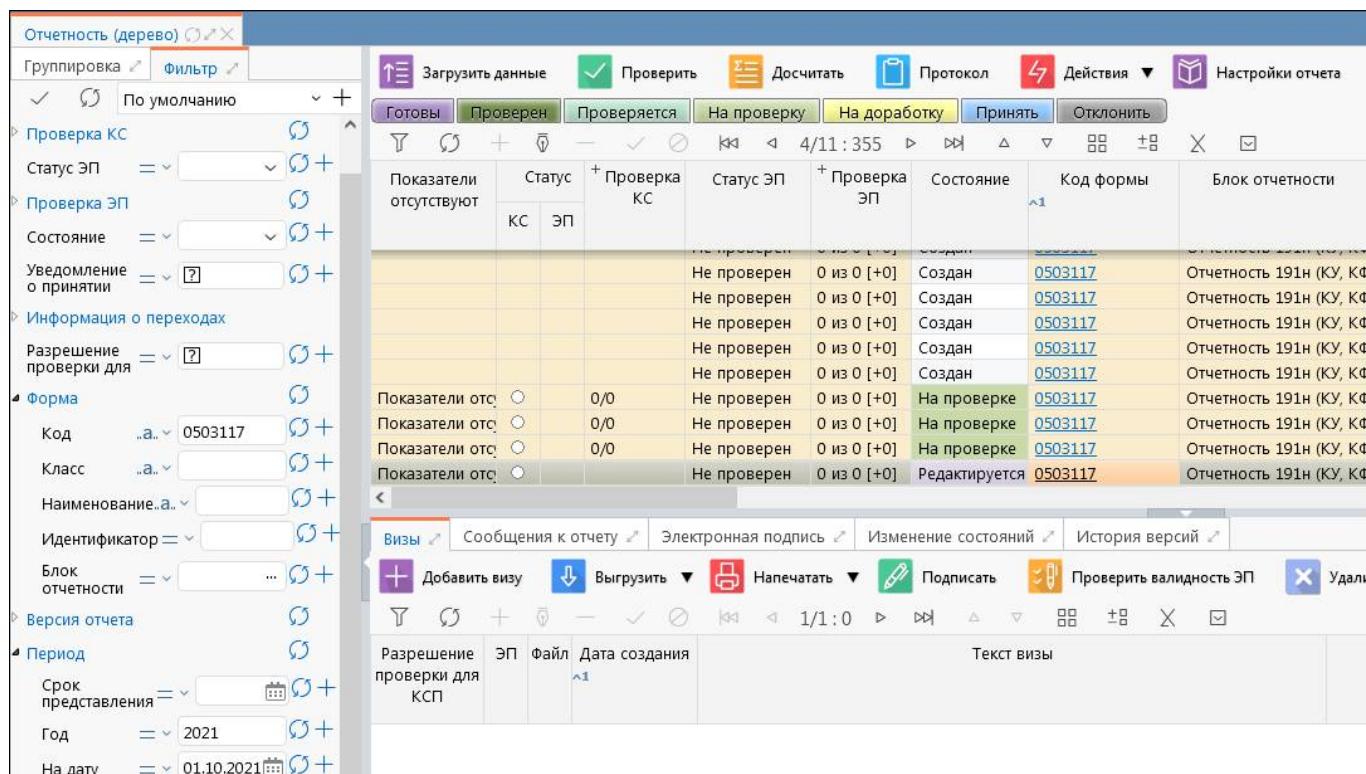 Отчетность (дерево)
Группировка Фильтр
По умолчанию
Проверка КС
Статус ЭП =
Проверка ЭП
Состояние =
Уведомление о принятии = ?
Информация о переходах
Разрешение проверки для = ?
Форма
Код ..а.. 0503117
Класс ..а..
Наименование ..а..
Идентификатор =
Блок отчетности = ...
Версия отчета
Период
Срок представления =
Год = 2021
На дату = 01.10.2021
Загрузить данные Проверить Досчитать Протокол Действия ▼ Настройки отчета
Готовы Проверен Проверяется На проверку На доработку Принять Отклонить
4/11 : 355
Показатели отсутствуют Статус + Проверка КС Статус ЭП + Проверка ЭП Состояние Код формы Блок отчетности
КС ЭП ^1
Не проверен 0 из 0 [+0] Создан 0503117 Отчетность 191н (КУ, КФ
Не проверен 0 из 0 [+0] Создан 0503117 Отчетность 191н (КУ, КФ
Не проверен 0 из 0 [+0] Создан 0503117 Отчетность 191н (КУ, КФ
Не проверен 0 из 0 [+0] Создан 0503117 Отчетность 191н (КУ, КФ
Не проверен 0 из 0 [+0] Создан 0503117 Отчетность 191н (КУ, КФ
Показатели отсу 0/0 Не проверен 0 из 0 [+0] На проверке 0503117 Отчетность 191н (КУ, КФ
Показатели отсу 0/0 Не проверен 0 из 0 [+0] На проверке 0503117 Отчетность 191н (КУ, КФ
Показатели отсу 0/0 Не проверен 0 из 0 [+0] На проверке 0503117 Отчетность 191н (КУ, КФ
Показатели отсу Не проверен 0 из 0 [+0] Редактируется 0503117 Отчетность 191н (КУ, КФ
Визы Сообщения к отчету Электронная подпись Изменение состояний История версий
Добавить визу Выгрузить ▼ Напечатать ▼ Подписать Проверить валидность ЭП Удали
1/1 : 0
Разрешение проверки для КСП ЭП Файл Дата создания ^1 Текст визы